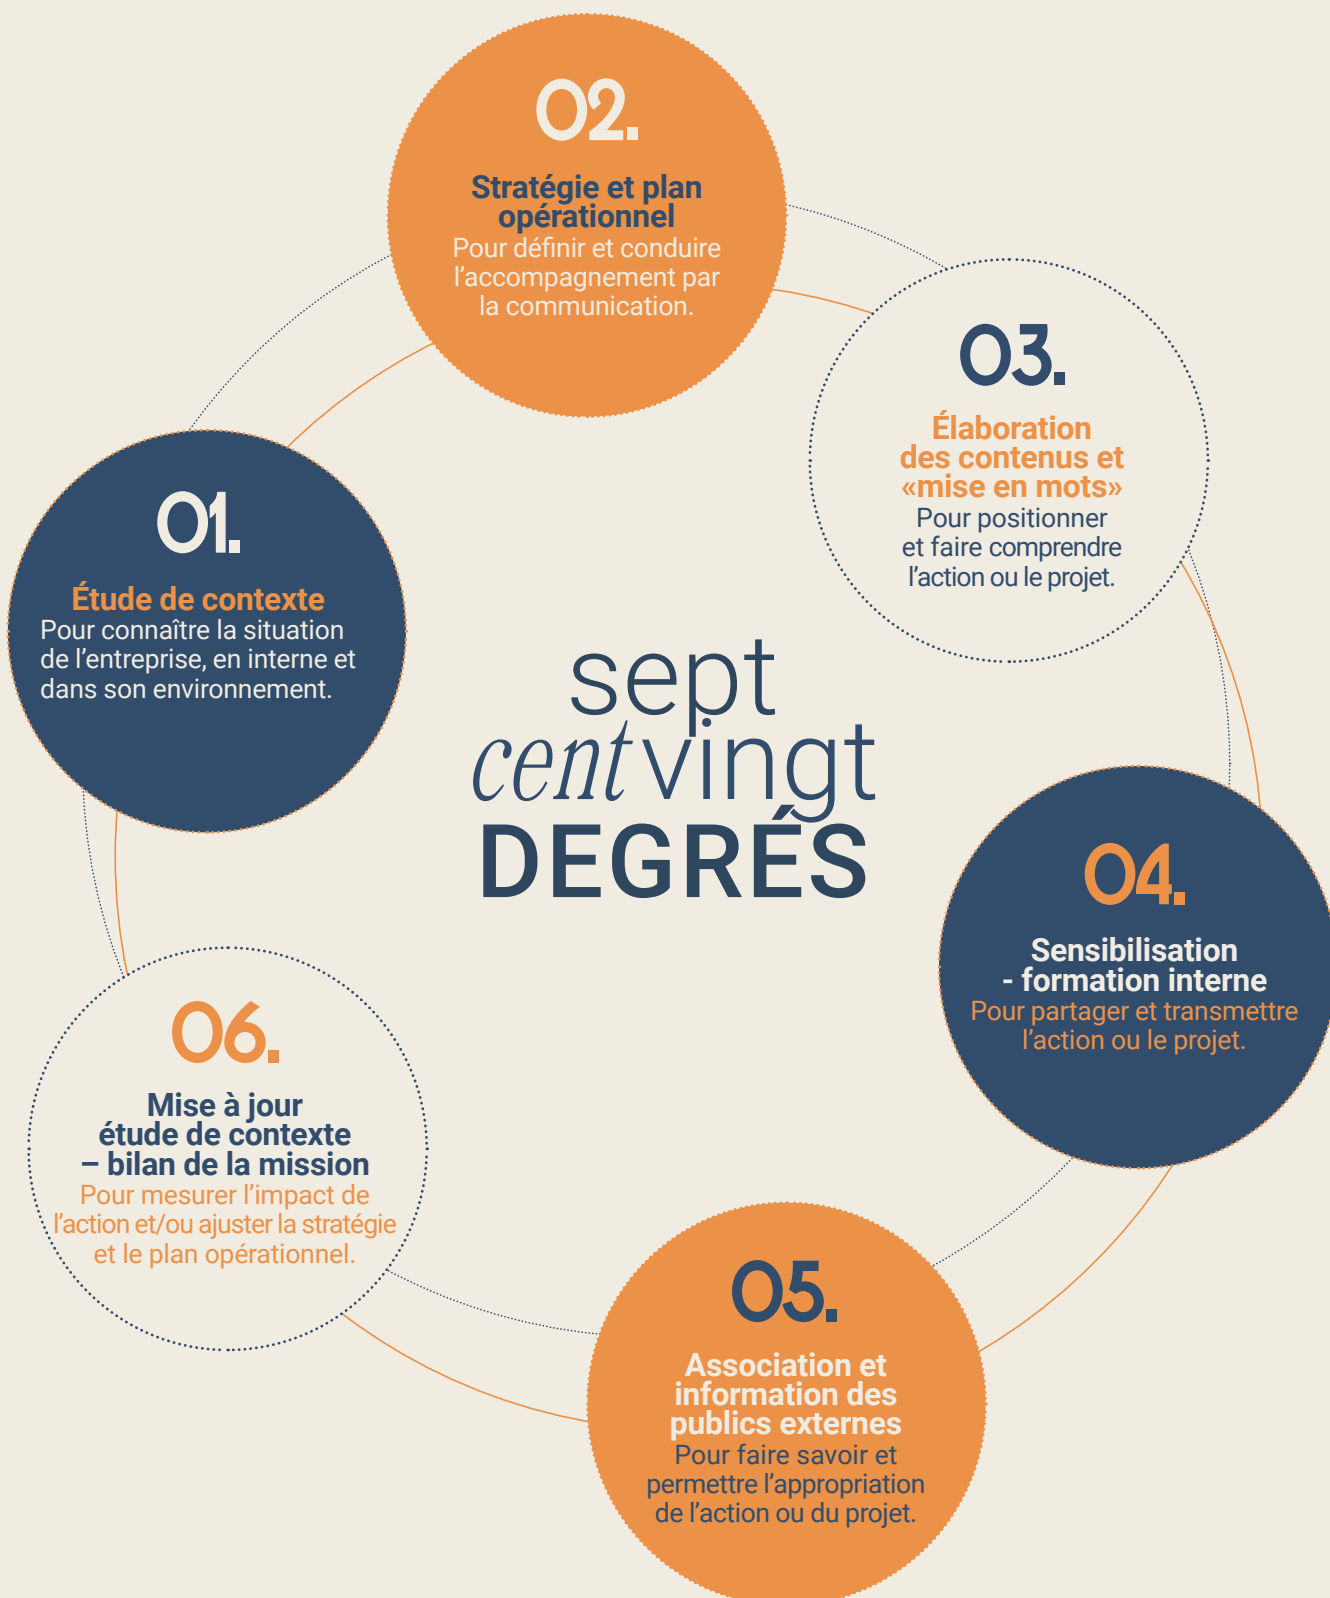 02.
Stratégie et plan
opérationnel
Pour définir et conduire
l’accompagnement par
la communication.
03.
Élaboration
des contenus et
«mise en mots»
Pour positionner
et faire comprendre
l’action ou le projet.
01.
Étude de contexte
Pour connaître la situation
de l’entreprise, en interne et
dans son environnement.
sept
cent vingt
DEGRÉS
04.
Sensibilisation
- formation interne
Pour partager et transmettre
l’action ou le projet.
06.
Mise à jour
étude de contexte
– bilan de la mission
Pour mesurer l’impact de
l’action et/ou ajuster la stratégie
et le plan opérationnel.
05.
Association et
information des
publics externes
Pour faire savoir et
permettre l’appropriation
de l’action ou du projet.